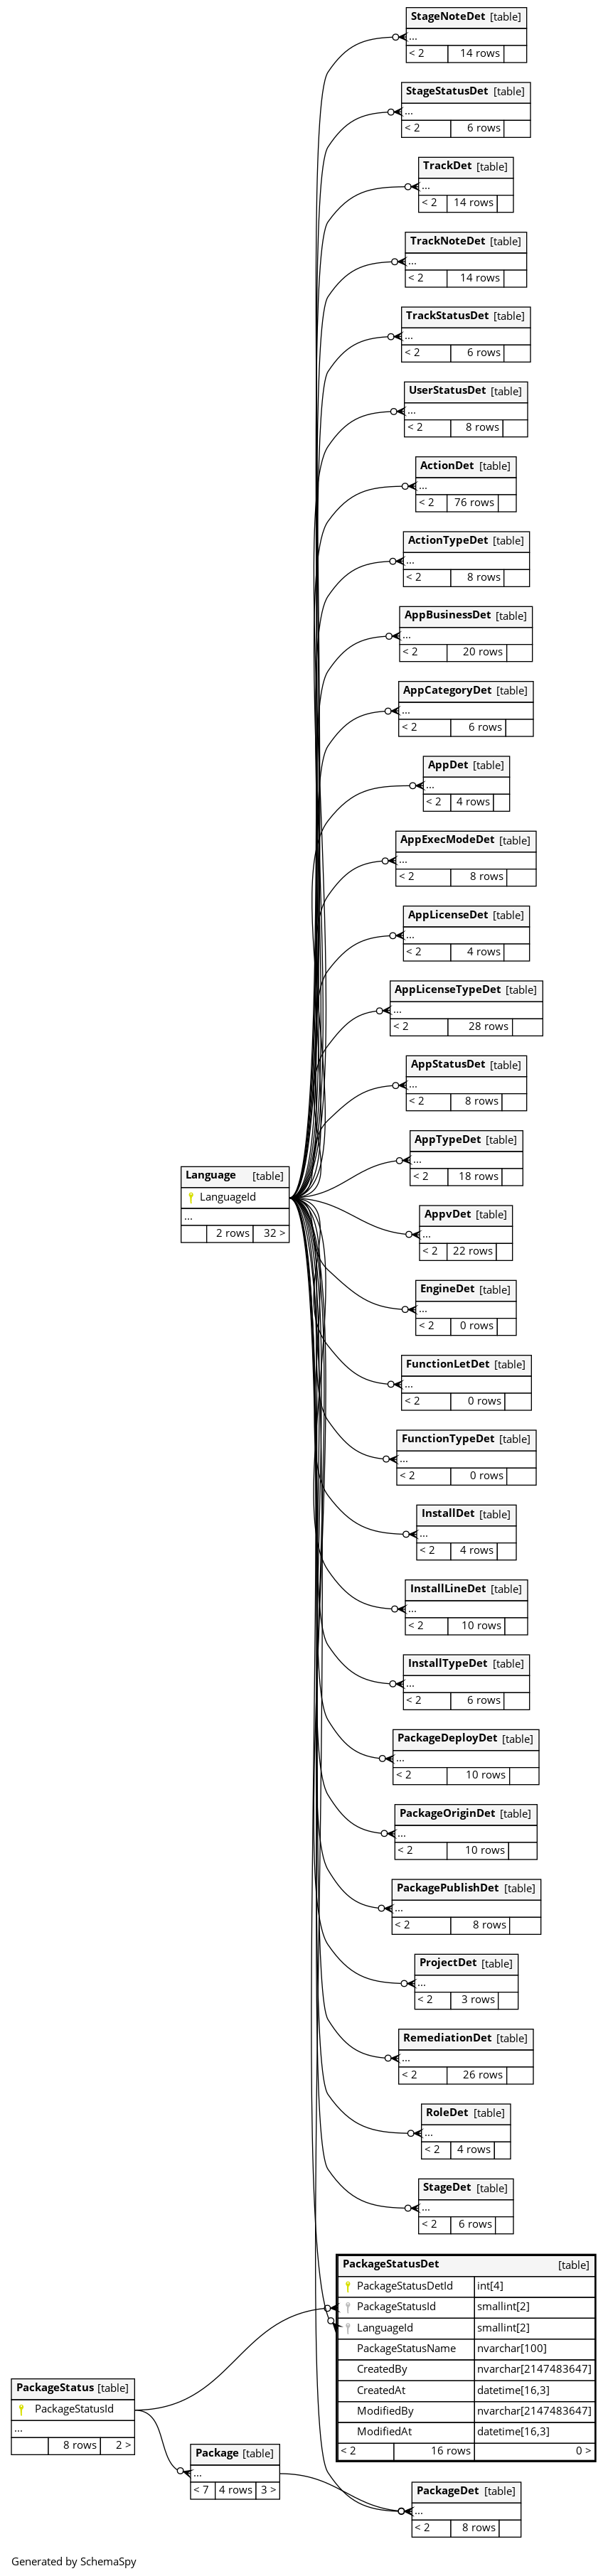 StageNoteDet [table]
...
< 2 14 rows
StageStatusDet [table]
...
< 2 6 rows
TrackDet [table]
...
< 2 14 rows
TrackNoteDet [table]
...
< 2 14 rows
TrackStatusDet [table]
...
< 2 6 rows
UserStatusDet [table]
...
< 2 8 rows
ActionDet [table]
...
< 2 76 rows
ActionTypeDet [table]
...
< 2 8 rows
AppBusinessDet [table]
...
< 2 20 rows
AppCategoryDet [table]
...
< 2 6 rows
AppDet [table]
...
< 2 4 rows
AppExecModeDet [table]
...
< 2 8 rows
AppLicenseDet [table]
...
< 2 4 rows
AppLicenseTypeDet [table]
...
< 2 28 rows
AppStatusDet [table]
...
< 2 8 rows
AppTypeDet [table]
...
< 2 18 rows
Language [table]
LanguageId
...
2 rows 32 >
AppvDet [table]
...
< 2 22 rows
EngineDet [table]
...
< 2 0 rows
FunctionLetDet [table]
...
< 2 0 rows
FunctionTypeDet [table]
...
< 2 0 rows
InstallDet [table]
...
< 2 4 rows
InstallLineDet [table]
...
< 2 10 rows
InstallTypeDet [table]
...
< 2 6 rows
PackageDeployDet [table]
...
< 2 10 rows
PackageOriginDet [table]
...
< 2 10 rows
PackagePublishDet [table]
...
< 2 8 rows
ProjectDet [table]
...
< 2 3 rows
RemediationDet [table]
...
< 2 26 rows
RoleDet [table]
...
< 2 4 rows
StageDet [table]
...
< 2 6 rows
PackageStatusDet [table]
PackageStatusDetId int[4]
PackageStatusId smallint[2]
LanguageId smallint[2]
PackageStatusName nvarchar[100]
CreatedBy nvarchar[2147483647]
CreatedAt datetime[16,3]
ModifiedBy nvarchar[2147483647]
ModifiedAt datetime[16,3]
< 2 16 rows 0 >
PackageStatus [table]
PackageStatusId
...
8 rows 2 >
Package [table]
...
< 7 4 rows 3 >
PackageDet [table]
...
< 2 8 rows
Generated by SchemaSpy